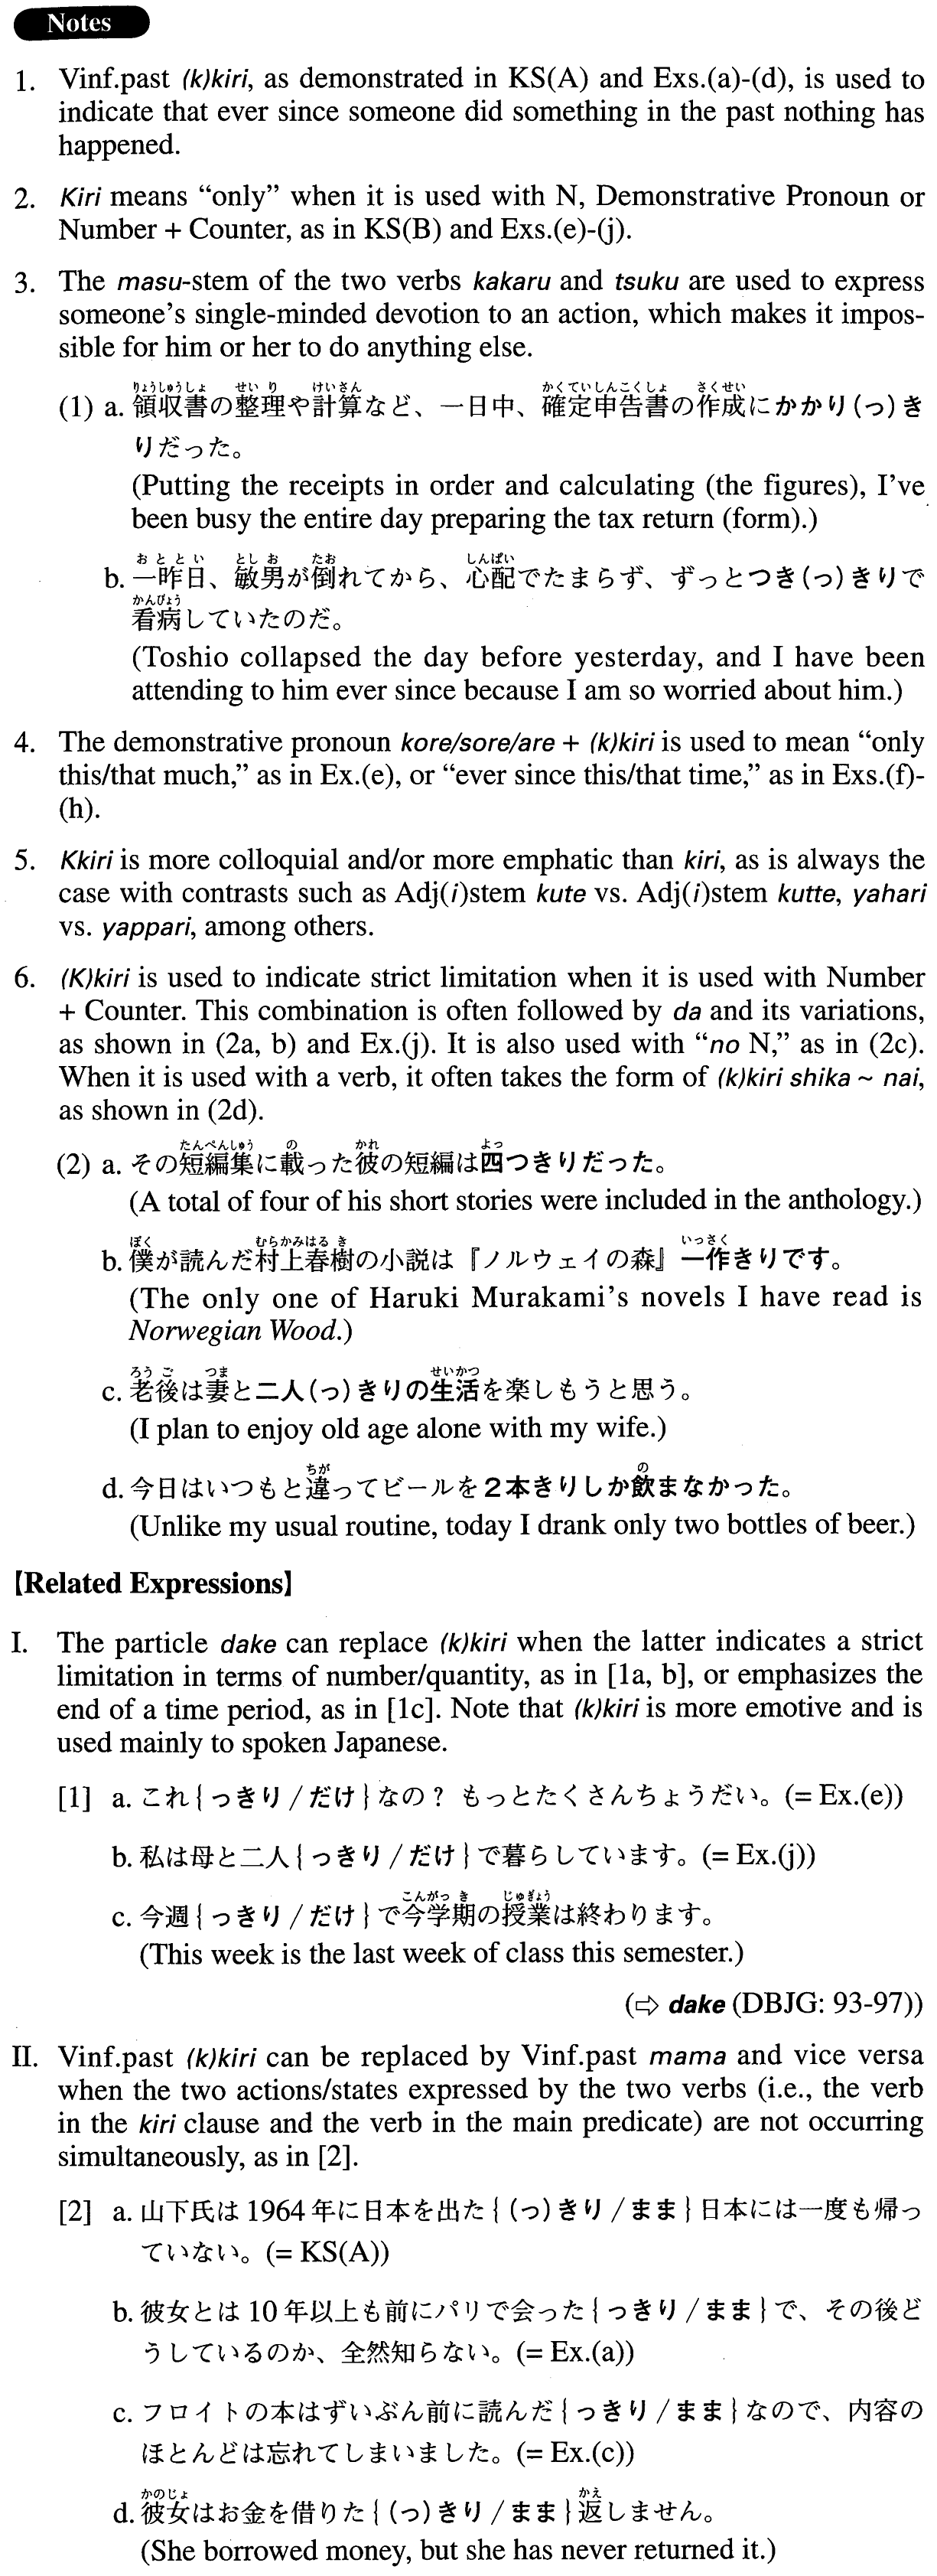 Notes
1. Vinf.past (k)kiri, as demonstrated in KS(A) and Exs.(a)-(d), is used to
indicate that ever since someone did something in the past nothing has
happened.
2. Kiri means “only” when it is used with N, Demonstrative Pronoun or
Number + Counter, as in KS(B) and Exs.(e)-(j).
3. The masu-stem of the two verbs kakaru and tsuku are used to express
someone’s single-minded devotion to an action, which makes it impos-
sible for him or her to do anything else.
りょうしゅうしょ せいり けいさん かくていしんこくしょ さくせい
(1) a. 領収書の整理や計算など、一日中、確定申告書の作成にかかり(っ)き
りだった。
(Putting the receipts in order and calculating (the figures), I’ve
been busy the entire day preparing the tax return (form).)
おととい としお たお しんぱい
b. 一昨日、敏男が倒れてから、心配でたまらず、ずっとつき(っ)きりで
かんびょう
看病していたのだ。
(Toshio collapsed the day before yesterday, and I have been
attending to him ever since because I am so worried about him.)
4. The demonstrative pronoun kore/sore/are + (k)kiri is used to mean “only
this/that much,” as in Ex.(e), or “ever since this/that time,” as in Exs.(f)-
(h).
5. Kkiri is more colloquial and/or more emphatic than kiri, as is always the
case with contrasts such as Adj(i)stem kute vs. Adj(i)stem kutte, yahari
vs. yappari, among others.
6. (K)kiri is used to indicate strict limitation when it is used with Number
+ Counter. This combination is often followed by da and its variations,
as shown in (2a, b) and Ex.(j). It is also used with “no N,” as in (2c).
When it is used with a verb, it often takes the form of (k)kiri shika ~ nai,
as shown in (2d).
たんぺんしゅう の かれ よっ
(2) a. その短編集に載った彼の短編は四つきりだった。
(A total of four of his short stories were included in the anthology.)
ぼく むらかみはるき いっさく
b. 僕が読んだ村上春樹の小説は『ノルウェイの森』一作きりです。
(The only one of Haruki Murakami’s novels I have read is
Norwegian Wood.)
ろうご つま せいかつ
c. 老後は妻と二人(っ)きりの生活を楽しもうと思う。
(I plan to enjoy old age alone with my wife.)
ちが の
d. 今日はいつもと違ってビールを2本きりしか飲まなかった。
(Unlike my usual routine, today I drank only two bottles of beer.)
【Related Expressions】
I. The particle dake can replace (k)kiri when the latter indicates a strict
limitation in terms of number/quantity, as in [1a, b], or emphasizes the
end of a time period, as in [1c]. Note that (k)kiri is more emotive and is
used mainly to spoken Japanese.
[1] a. これ{っきり/だけ}なの? もっとたくさんちょうだい。(= Ex.(e))
b. 私は母と二人{っきり/だけ}で暮らしています。(= Ex.(j))
こんがっき じゅぎょう
c. 今週{っきり/だけ}で今学期の授業は終わります。
(This week is the last week of class this semester.)
(⇨ dake (DBJG: 93-97))
II. Vinf.past (k)kiri can be replaced by Vinf.past mama and vice versa
when the two actions/states expressed by the two verbs (i.e., the verb
in the kiri clause and the verb in the main predicate) are not occurring
simultaneously, as in [2].
[2] a. 山下氏は1964年に日本を出た{(っ)きり/まま}日本には一度も帰っ
ていない。(= KS(A))
b. 彼女とは10年以上も前にパリで会った{っきり/まま}で、その後ど
うしているのか、全然知らない。(= Ex.(a))
c. フロイトの本はずいぶん前に読んだ{っきり/まま}なので、内容の
ほとんどは忘れてしまいました。(= Ex.(c))
かのじょ かえ
d. 彼女はお金を借りた{(っ)きり/まま}返しません。
(She borrowed money, but she has never returned it.)